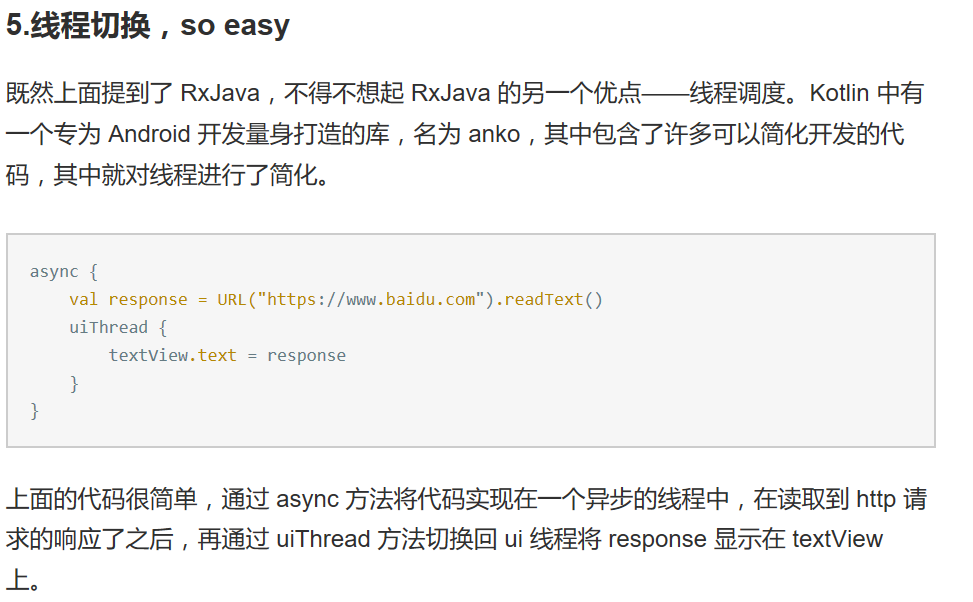 5.线程切换，so easy
既然上面提到了 RxJava，不得不想起 RxJava 的另一个优点——线程调度。Kotlin 中有
一个专为 Android 开发量身打造的库，名为 anko，其中包含了许多可以简化开发的代
码，其中就对线程进行了简化。
async {
    val response = URL("https://www.baidu.com").readText()
    uiThread {
        textView.text = response
    }
}
上面的代码很简单，通过 async 方法将代码实现在一个异步的线程中，在读取到 http 请
求的响应了之后，再通过 uiThread 方法切换回 ui 线程将 response 显示在 textView
上。